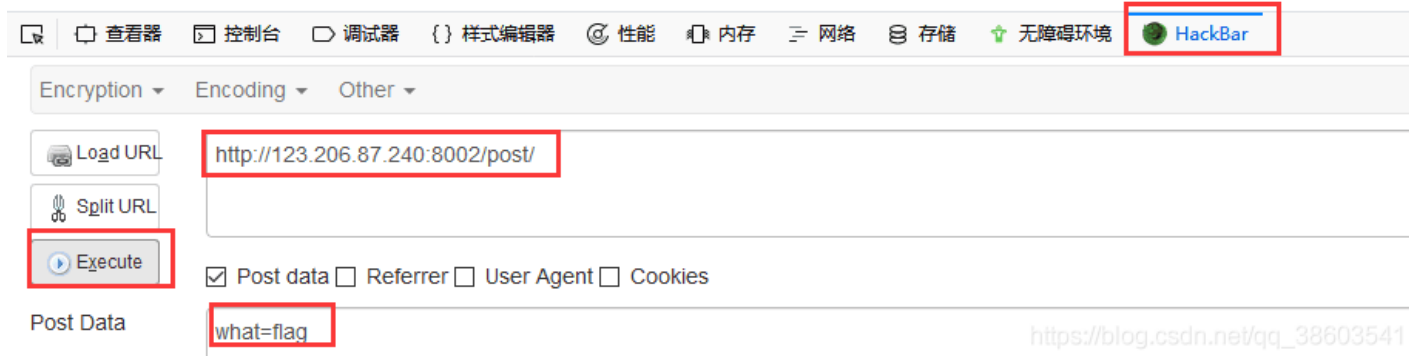 查看器 控制台 调试器 {} 样式编辑器 性能 内存 网络 存储 无障碍环境 HackBar
Encryption Encoding Other
Load URL http://123.206.87.240:8002/post/
Split URL
Execute
Post data Referrer User Agent Cookies
Post Data
what=flag
https://blog.csdn.net/qq_38603541